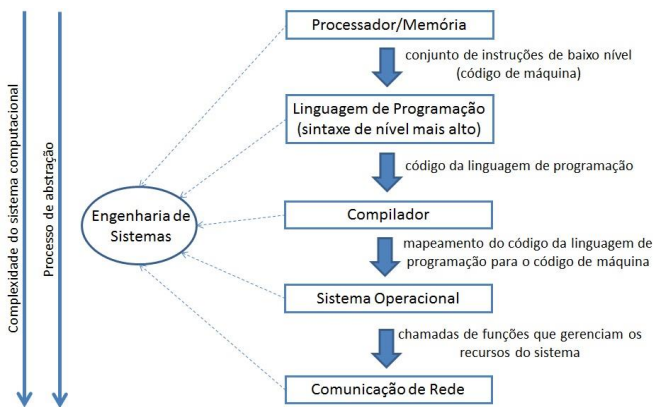 Complexidade do sistema computacional
Processo de abstração
Engenharia de
Sistemas
Processador/Memória
conjunto de instruções de baixo nível
(código de máquina)
Linguagem de Programação
(sintaxe de nível mais alto)
código da linguagem de programação
Compilador
mapeamento do código da linguagem de
programação para o código de máquina
Sistema Operacional
chamadas de funções que gerenciam os
recursos do sistema
Comunicação de Rede